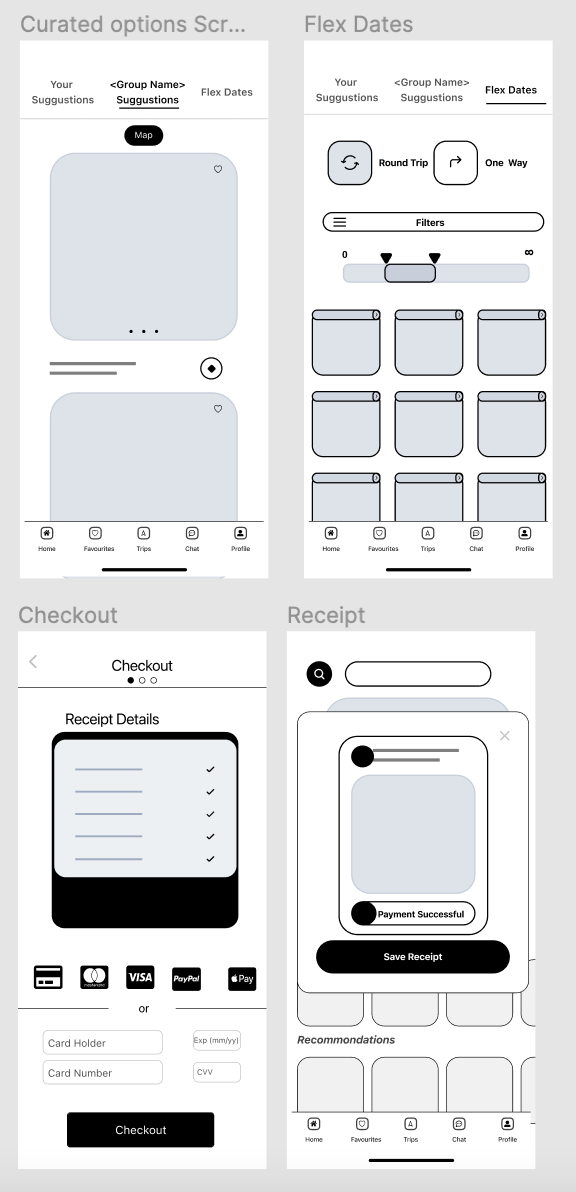 Curated options Scr...
Your
Suggustions
<Group Name>
Suggustions
Flex Dates
Map
Home
Favourites
Trips
Chat
Profile
Flex Dates
Your
Suggustions
<Group Name>
Suggustions
Flex Dates
Round Trip
One Way
Filters
0
∞
Home
Favourites
Trips
Chat
Profile
Checkout
Checkout
Receipt Details
mastercard
VISA
PayPal
Pay
or
Card Holder
Exp (mm/yy)
Card Number
CVV
Checkout
Receipt
Payment Successful
Save Receipt
Recommondations
Home
Favourites
Trips
Chat
Profile